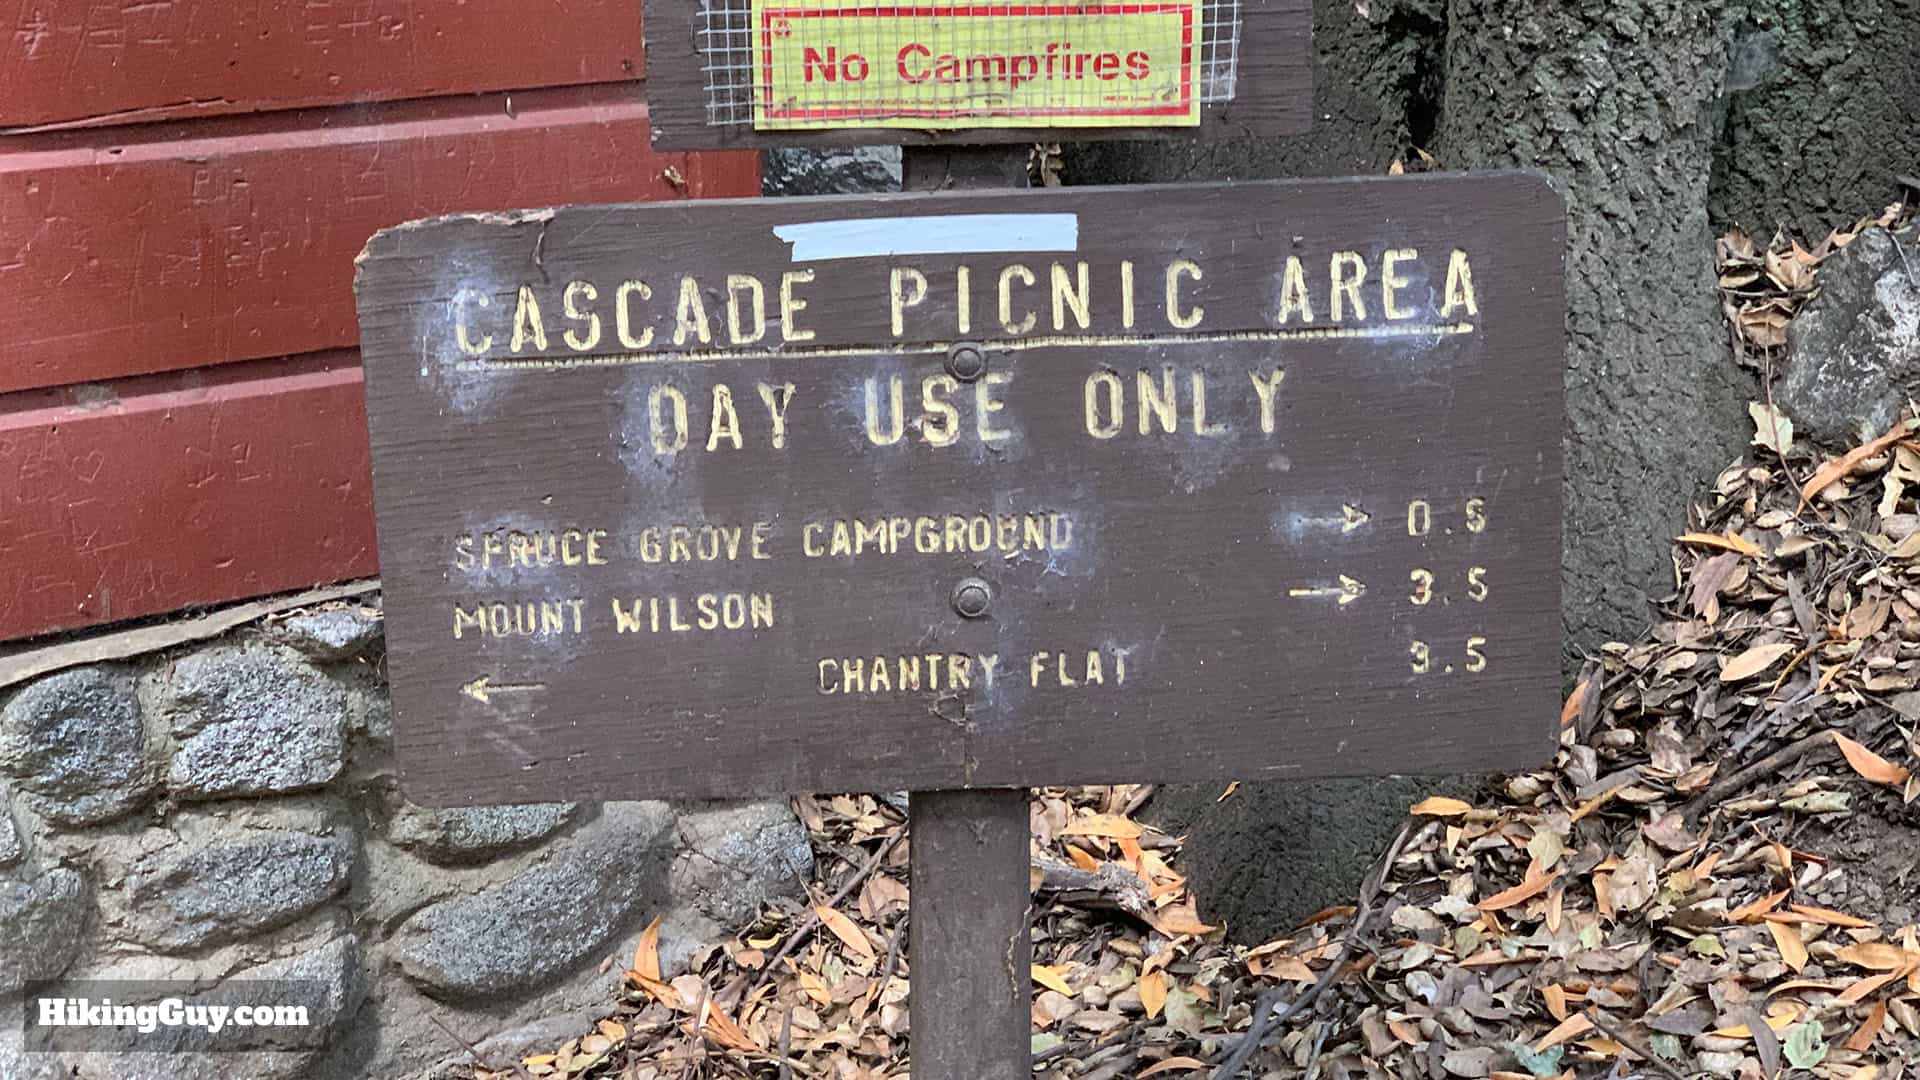 No Campfires
CASCADE PICNIC AREA
DAY USE ONLY
SPRUCE GROVE CAMPGROUND → 0.5
MOUNT WILSON → 3.5
← CHANTRY FLAT 3.5
HikingGuy.com